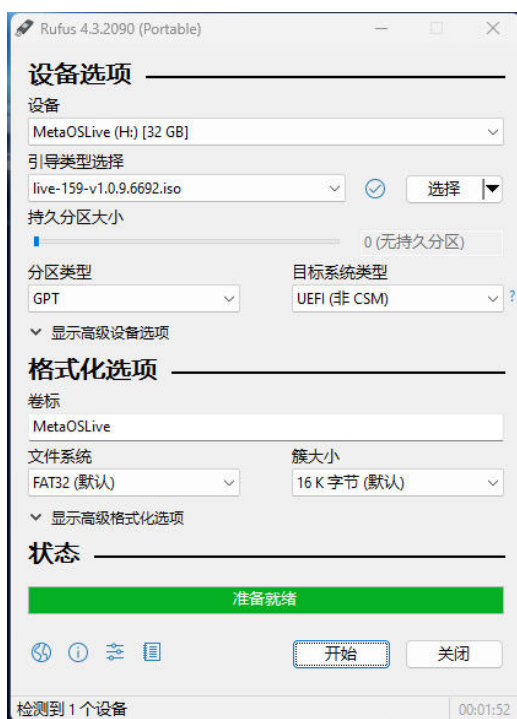 Rufus 4.3.2090 (Portable)
设备选项
设备
MetaOSLive (H:) [32 GB]
引导类型选择
live-159-v1.0.9.6692.iso
选择
持久分区大小
0 (无持久分区)
分区类型
目标系统类型
GPT
UEFI (非 CSM)
?
显示高级设备选项
格式化选项
卷标
MetaOSLive
文件系统
簇大小
FAT32 (默认)
16 K 字节 (默认)
显示高级格式化选项
状态
准备就绪
开始
关闭
检测到 1 个设备
00:01:52